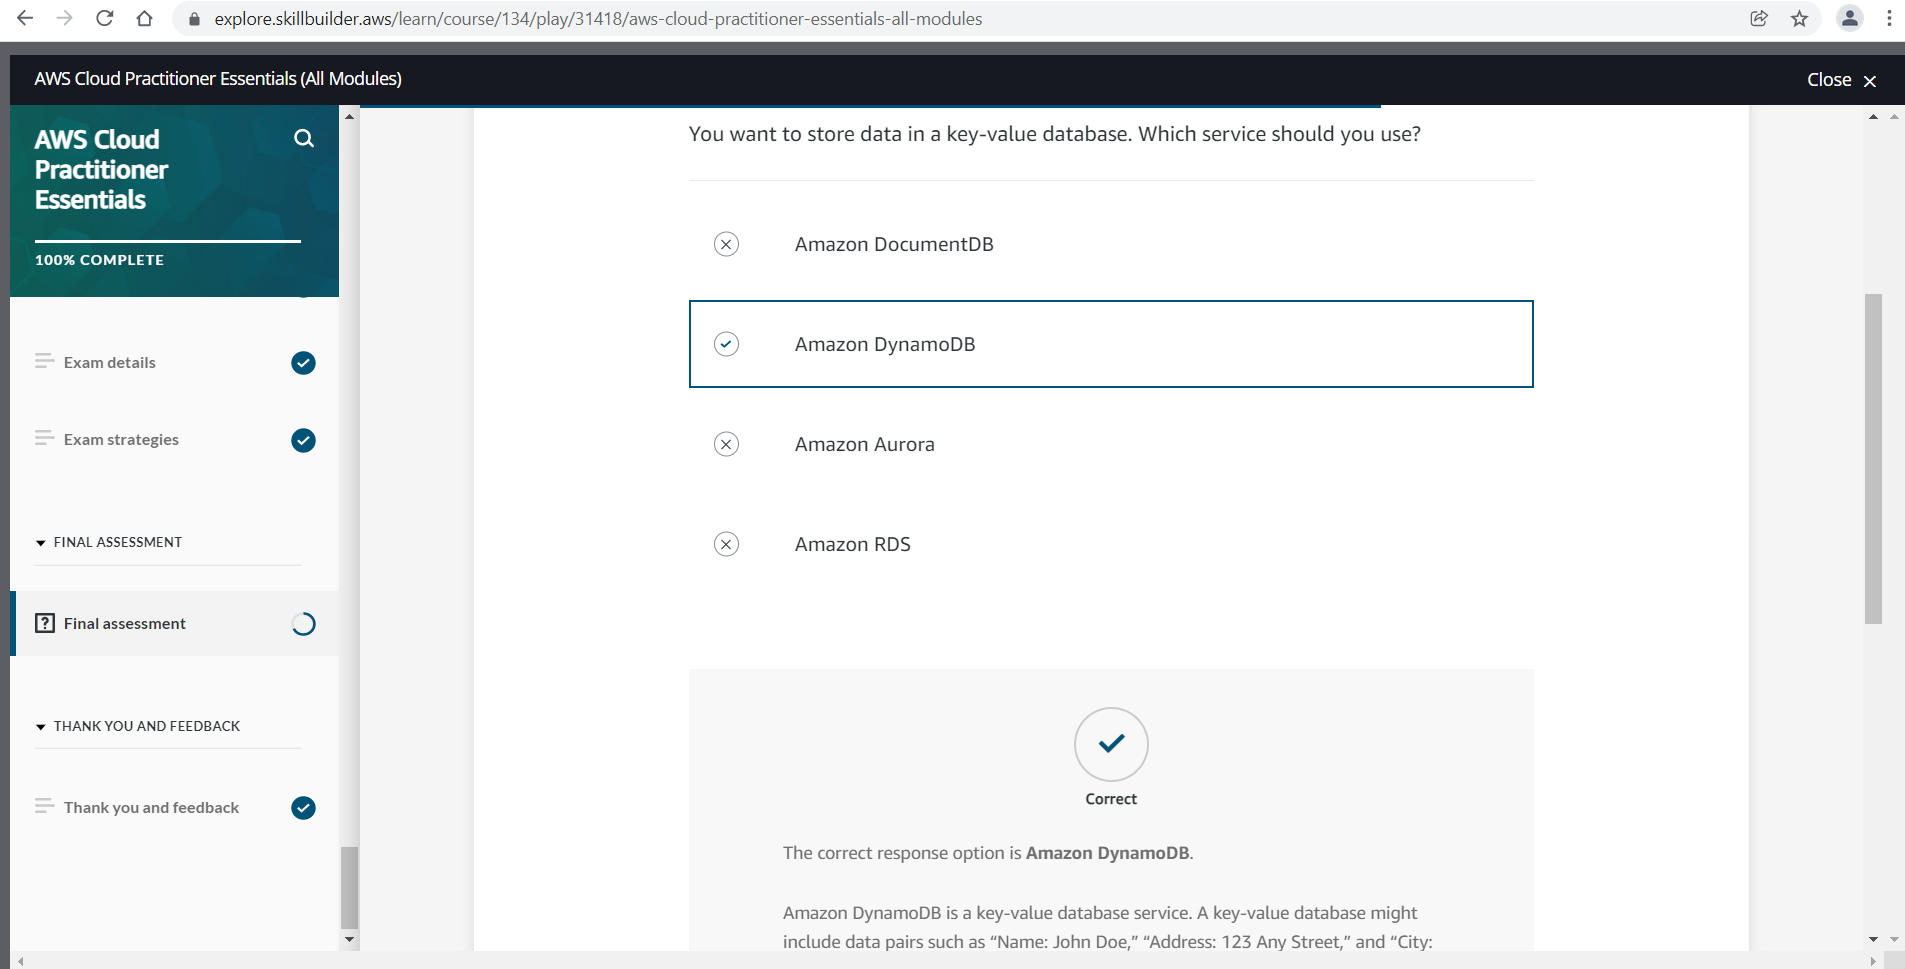 explore.skillbuilder.aws/learn/course/134/play/31418/aws-cloud-practitioner-essentials-all-modules
AWS Cloud Practitioner Essentials (All Modules)
Close
AWS Cloud
Practitioner
Essentials
100% COMPLETE
Exam details
Exam strategies
FINAL ASSESSMENT
Final assessment
THANK YOU AND FEEDBACK
Thank you and feedback
You want to store data in a key-value database. Which service should you use?
Amazon DocumentDB
Amazon DynamoDB
Amazon Aurora
Amazon RDS
Correct
The correct response option is Amazon DynamoDB.
Amazon DynamoDB is a key-value database service. A key-value database might
include data pairs such as “Name: John Doe,” “Address: 123 Any Street,” and “City: